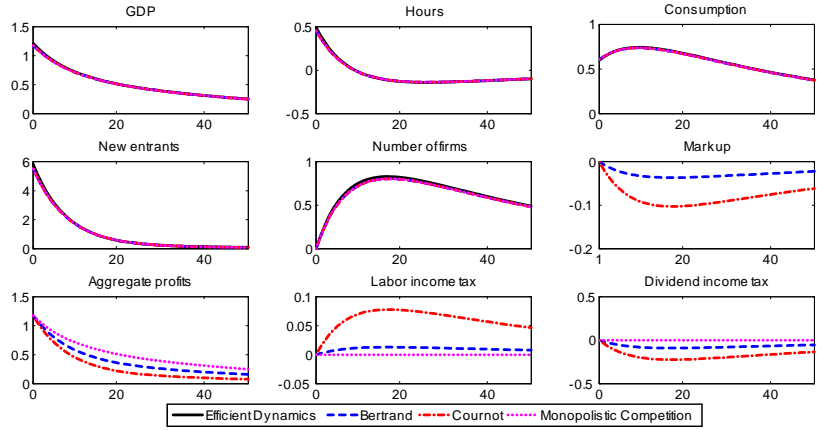 GDP Hours Consumption
1.5 0.5 1
1
0 0.5
0.5
0 -0.5 0
0 20 40 0 20 40 0 20 40
New entrants Number of firms Markup
6 1 0
4
0.5 -0.1
2
0 0 -0.2
0 20 40 0 20 40 1 20 40
Aggregate profits Labor income tax Dividend income tax
1.5 0.1 0.5
1 0.05
0
0.5 0
0 -0.05 -0.5
0 20 40 0 20 40 0 20 40
Efficient Dynamics Bertrand Cournot Monopolistic Competition